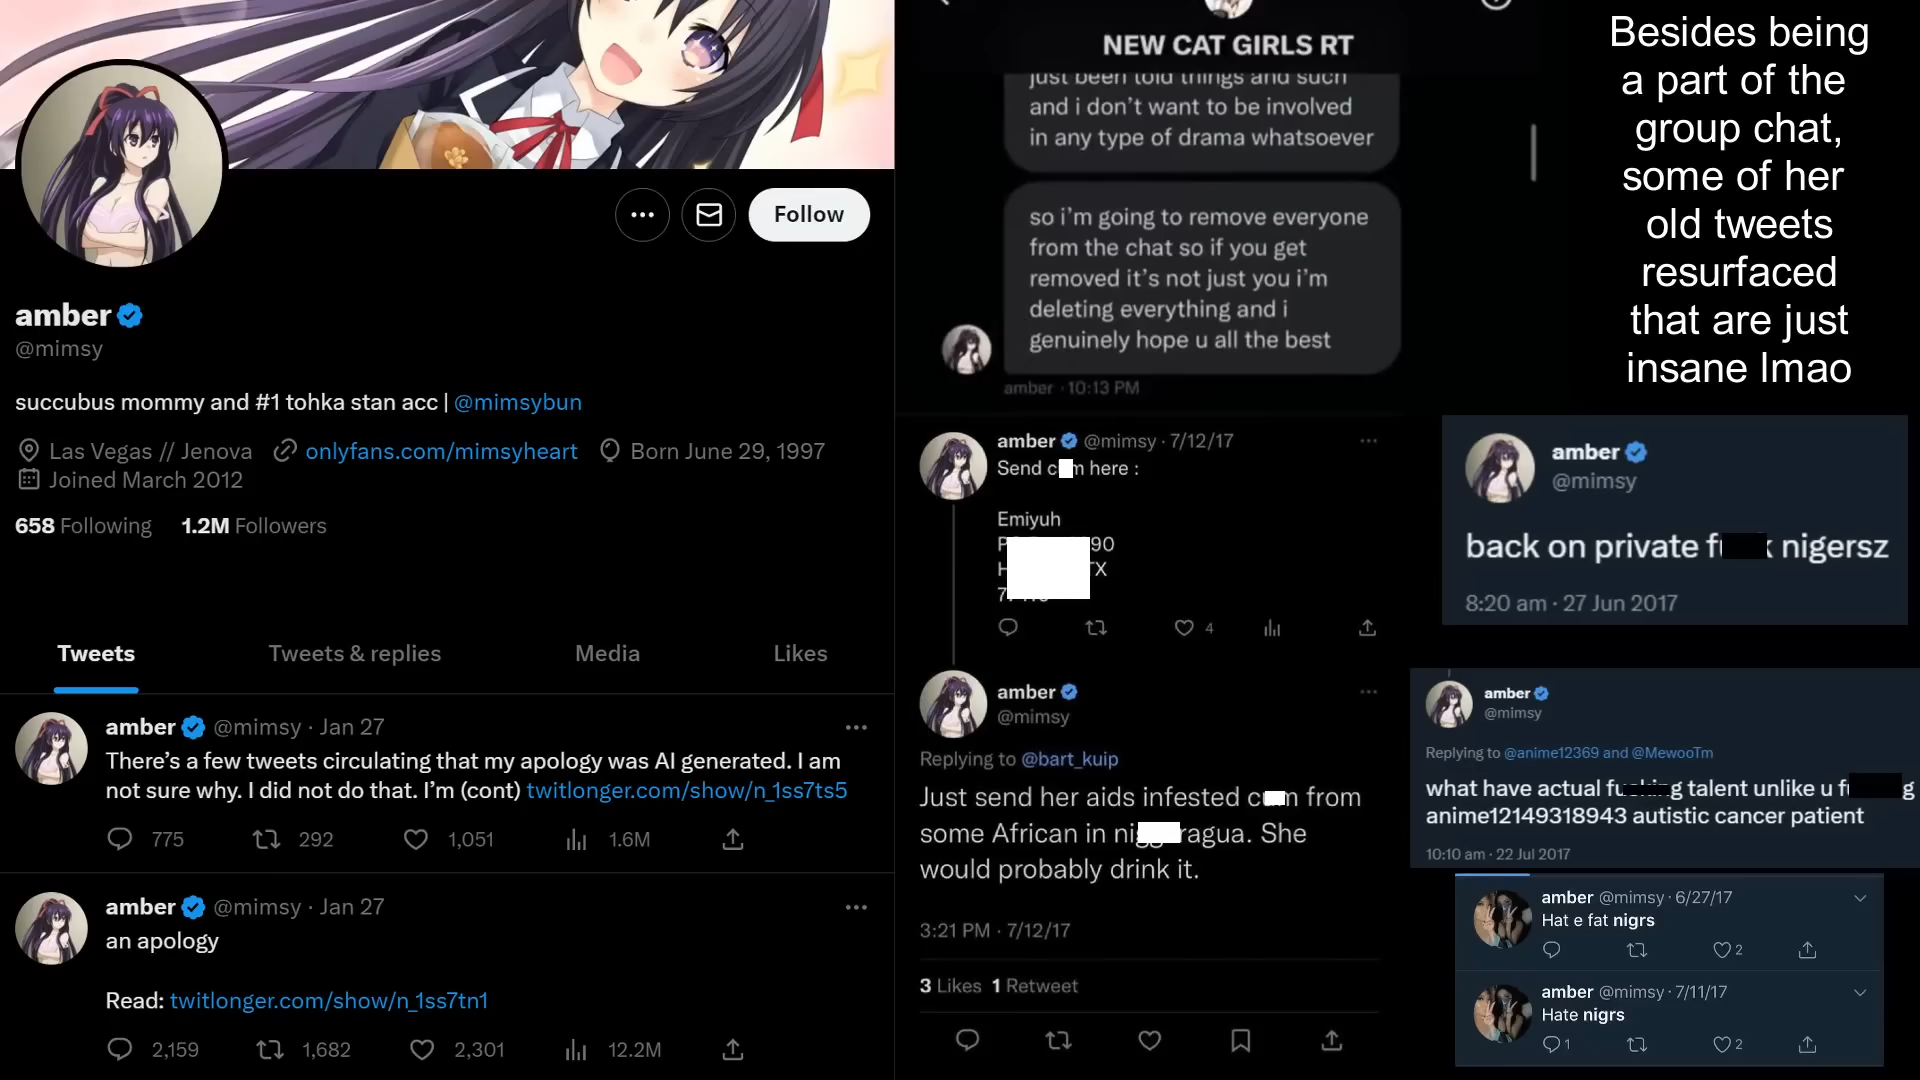 amber
@mimsy
Follow
succubus mommy and #1 tohka stan acc | @mimsybun
Las Vegas // Jenova onlyfans.com/mimsyheart Born June 29, 1997
Joined March 2012
658 Following 1.2M Followers
Tweets Tweets & replies Media Likes
amber @mimsy · Jan 27
There's a few tweets circulating that my apology was AI generated. I am
not sure why. I did not do that. I'm (cont) twitlonger.com/show/n_1ss7ts5
775 292 1,051 1.6M
amber @mimsy · Jan 27
an apology
Read: twitlonger.com/show/n_1ss7tn1
2,159 1,682 2,301 12.2M
NEW CAT GIRLS RT
just been told things and such
and i don't want to be involved
in any type of drama whatsoever
so i'm going to remove everyone
from the chat so if you get
removed it's not just you i'm
deleting everything and i
genuinely hope u all the best
amber · 10:13 PM
amber @mimsy · 7/12/17
Send c m here :
Emiyuh
90
TX
4
amber
@mimsy
Replying to @bart_kuip
Just send her aids infested c m from
some African in nig ragua. She
would probably drink it.
3:21 PM · 7/12/17
3 Likes 1 Retweet
Besides being
a part of the
group chat,
some of her
old tweets
resurfaced
that are just
insane lmao
amber
@mimsy
back on private f k nigersz
8:20 am · 27 Jun 2017
amber
@mimsy
Replying to @anime12369 and @MewooTm
what have actual fu g talent unlike u f g
anime12149318943 autistic cancer patient
10:10 am · 22 Jul 2017
amber @mimsy · 6/27/17
Hat e fat nigrs
2
amber @mimsy · 7/11/17
Hate nigrs
1 2